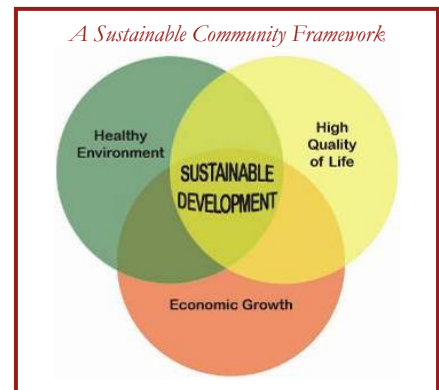 A Sustainable Community Framework
Healthy
Environment
High
Quality
of Life
SUSTAINABLE
DEVELOPMENT
Economic Growth